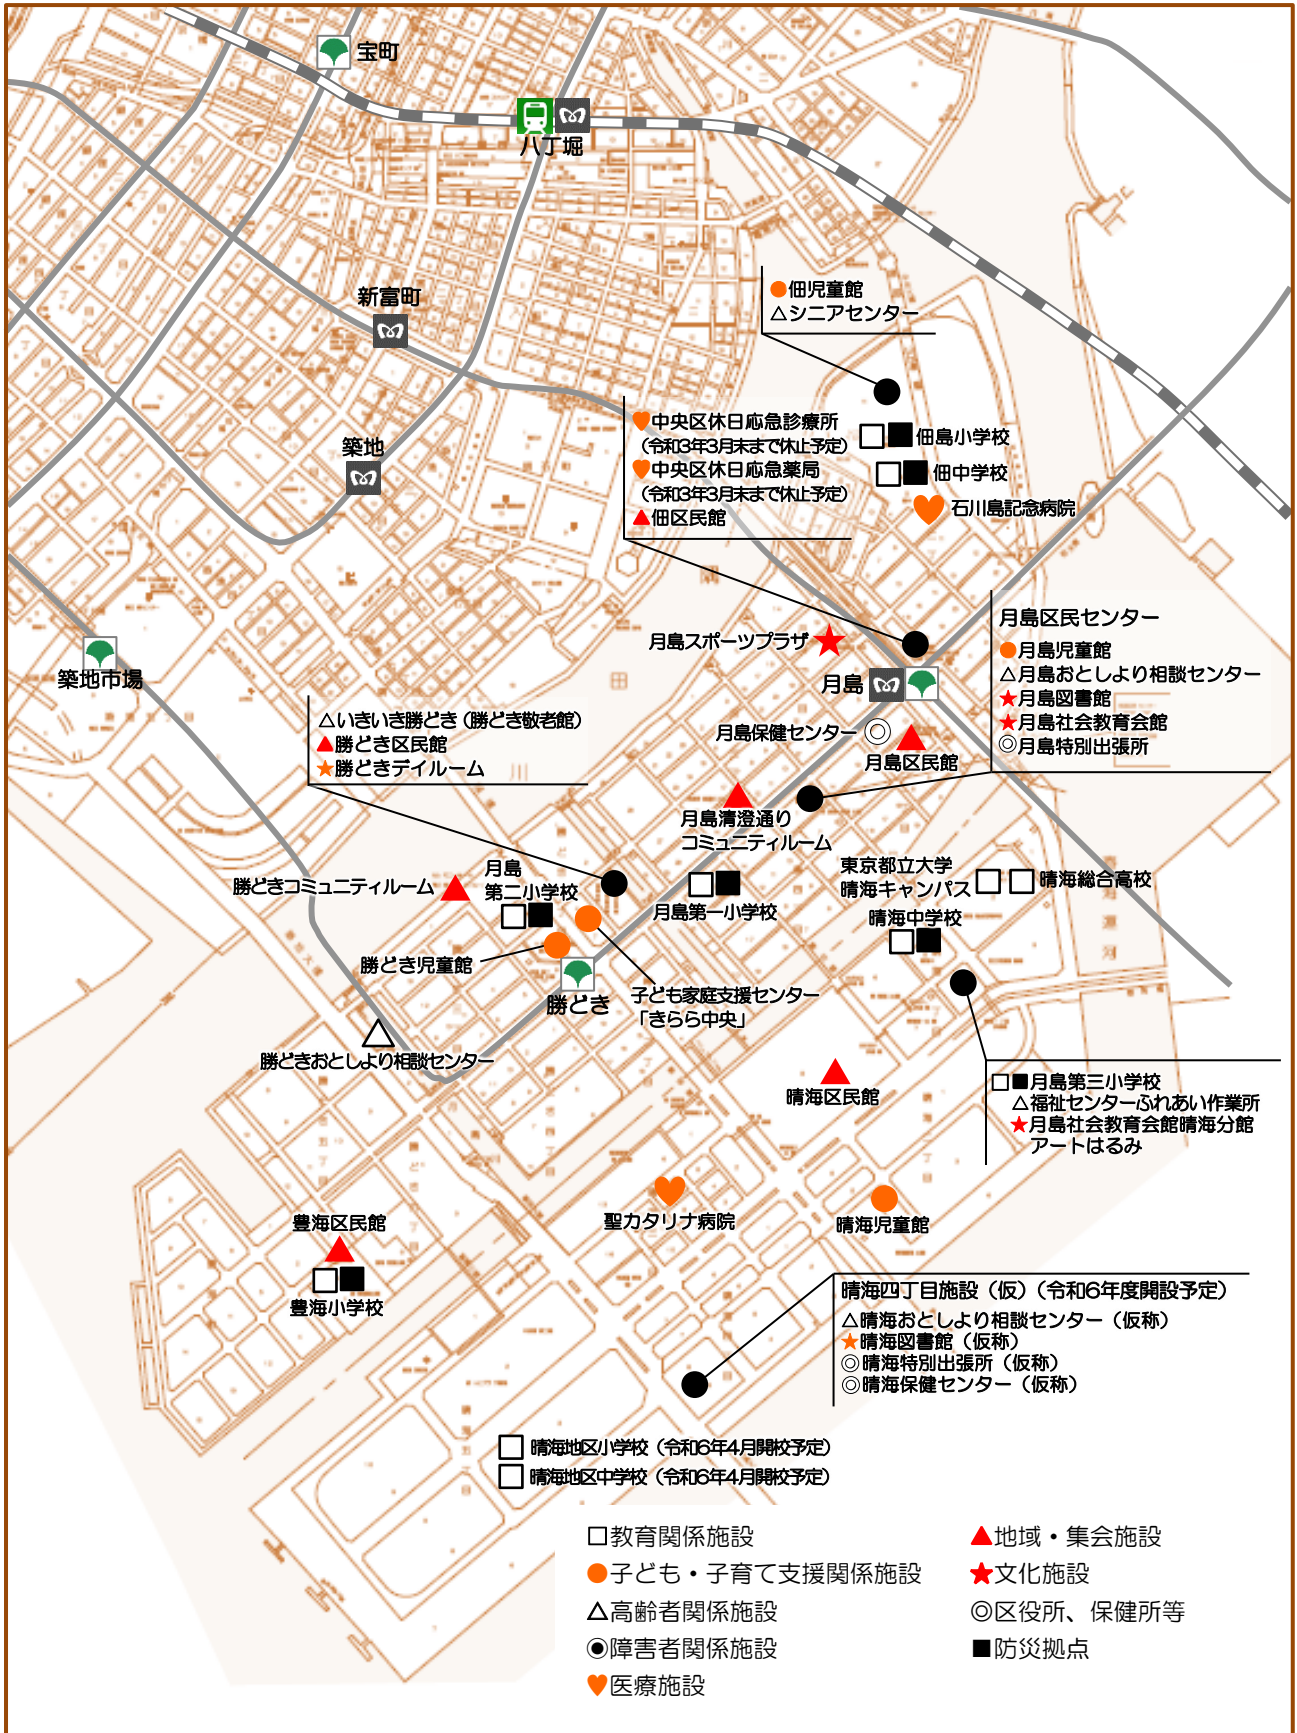 宝町
八丁堀
新富町
●佃児童館
△シニアセンター
♥中央区休日応急診療所
(令和3年3月末まで休止予定)
♥中央区休日応急薬局
(令和3年3月末まで休止予定)
▲佃区民館
佃島小学校
佃中学校
石川島記念病院
築地
築地市場
隅
田
川
月島スポーツプラザ
月島
月島区民センター
●月島児童館
△月島おとしより相談センター
★月島図書館
★月島社会教育会館
◎月島特別出張所
△いきいき勝どき（勝どき敬老館）
▲勝どき区民館
★勝どきデイルーム
月島保健センター
月島区民館
月島清澄通り
コミュニティルーム
勝どきコミュニティルーム
月島
第二小学校
月島第一小学校
東京都立大学
晴海キャンパス
晴海総合高校
晴海中学校
勝どき児童館
勝どき
子ども家庭支援センター
「きらら中央」
勝どきおとしより相談センター
晴海区民館
□■月島第三小学校
△福祉センターふれあい作業所
★月島社会教育会館晴海分館
アートはるみ
聖カタリナ病院
晴海児童館
豊海区民館
豊海小学校
晴海四丁目施設（仮）（令和6年度開設予定）
△晴海おとしより相談センター（仮称）
★晴海図書館（仮称）
◎晴海特別出張所（仮称）
◎晴海保健センター（仮称）
晴海地区小学校（令和6年4月開校予定）
晴海地区中学校（令和6年4月開校予定）
□教育関係施設
●子ども・子育て支援関係施設
△高齢者関係施設
◉障害者関係施設
♥医療施設
▲地域・集会施設
★文化施設
◎区役所、保健所等
■防災拠点